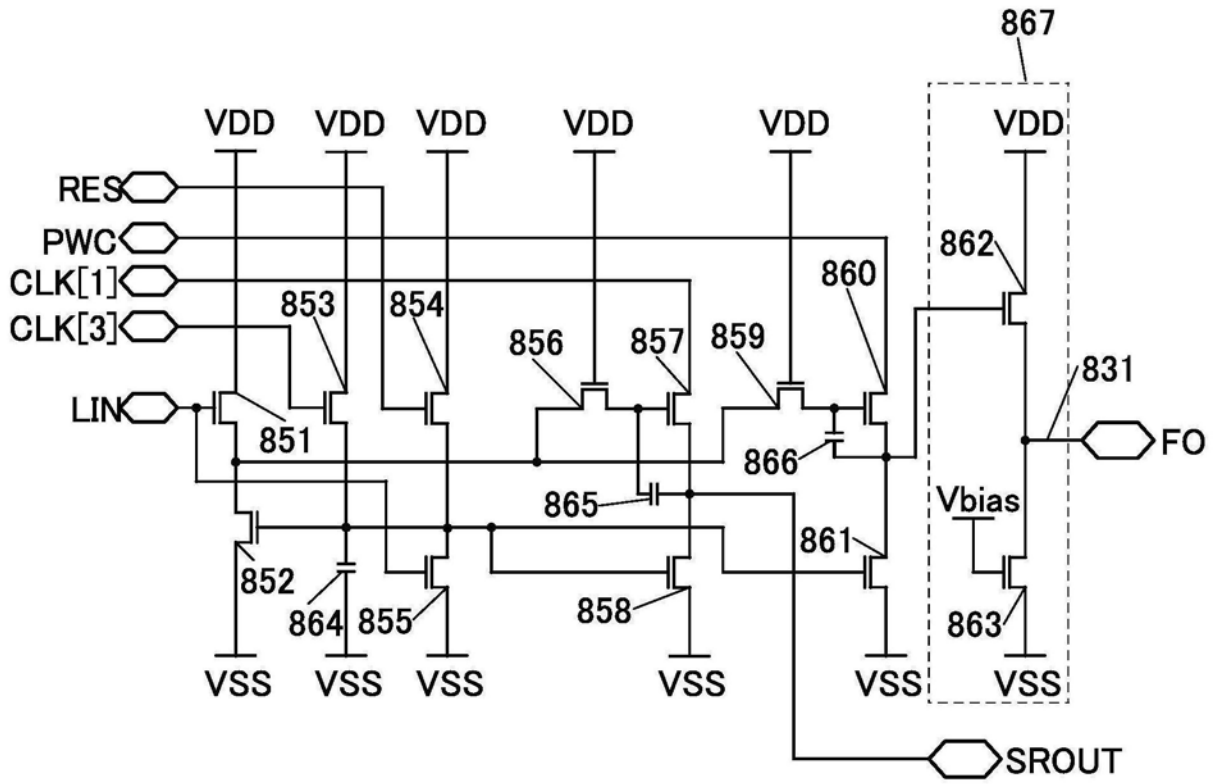 867
VDD VDD VDD VDD VDD VDD
RES
PWC
862
CLK[1]
853 854 860
CLK[3]
856 857 859
831
LIN
851
FO
866
Vbias
865
861
852
864 855 858 863
VSS VSS VSS VSS VSS VSS
SROUT